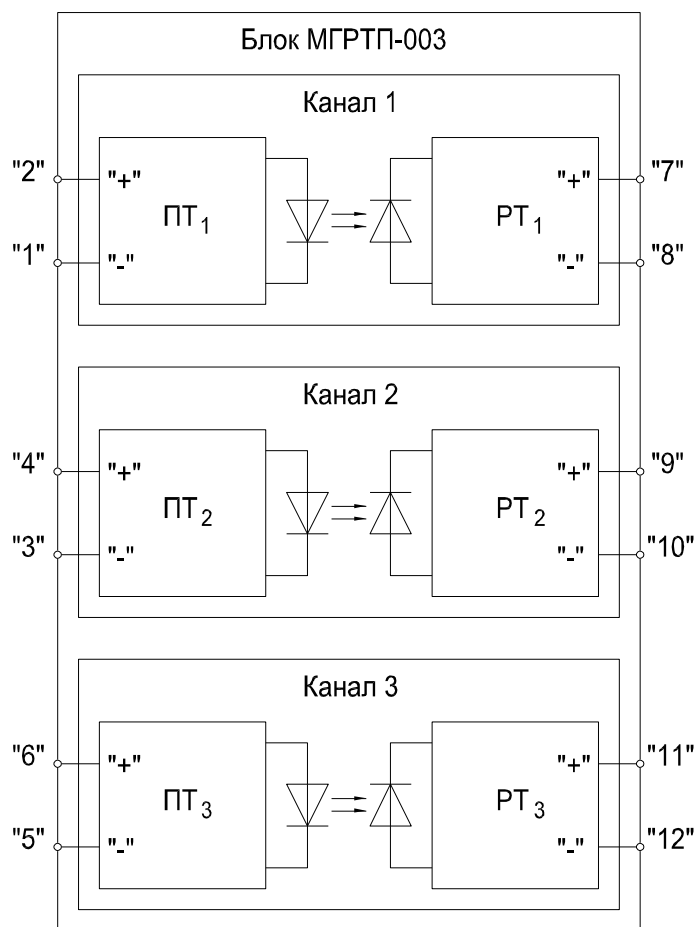 Блок МГРТП-003
Канал 1
"2" "+" "+" "7"
ПТ1 РТ1
"1" "-" "-" "8"
Канал 2
"4" "+" "+" "9"
ПТ2 РТ2
"3" "-" "-" "10"
Канал 3
"6" "+" "+" "11"
ПТ3 РТ3
"5" "-" "-" "12"